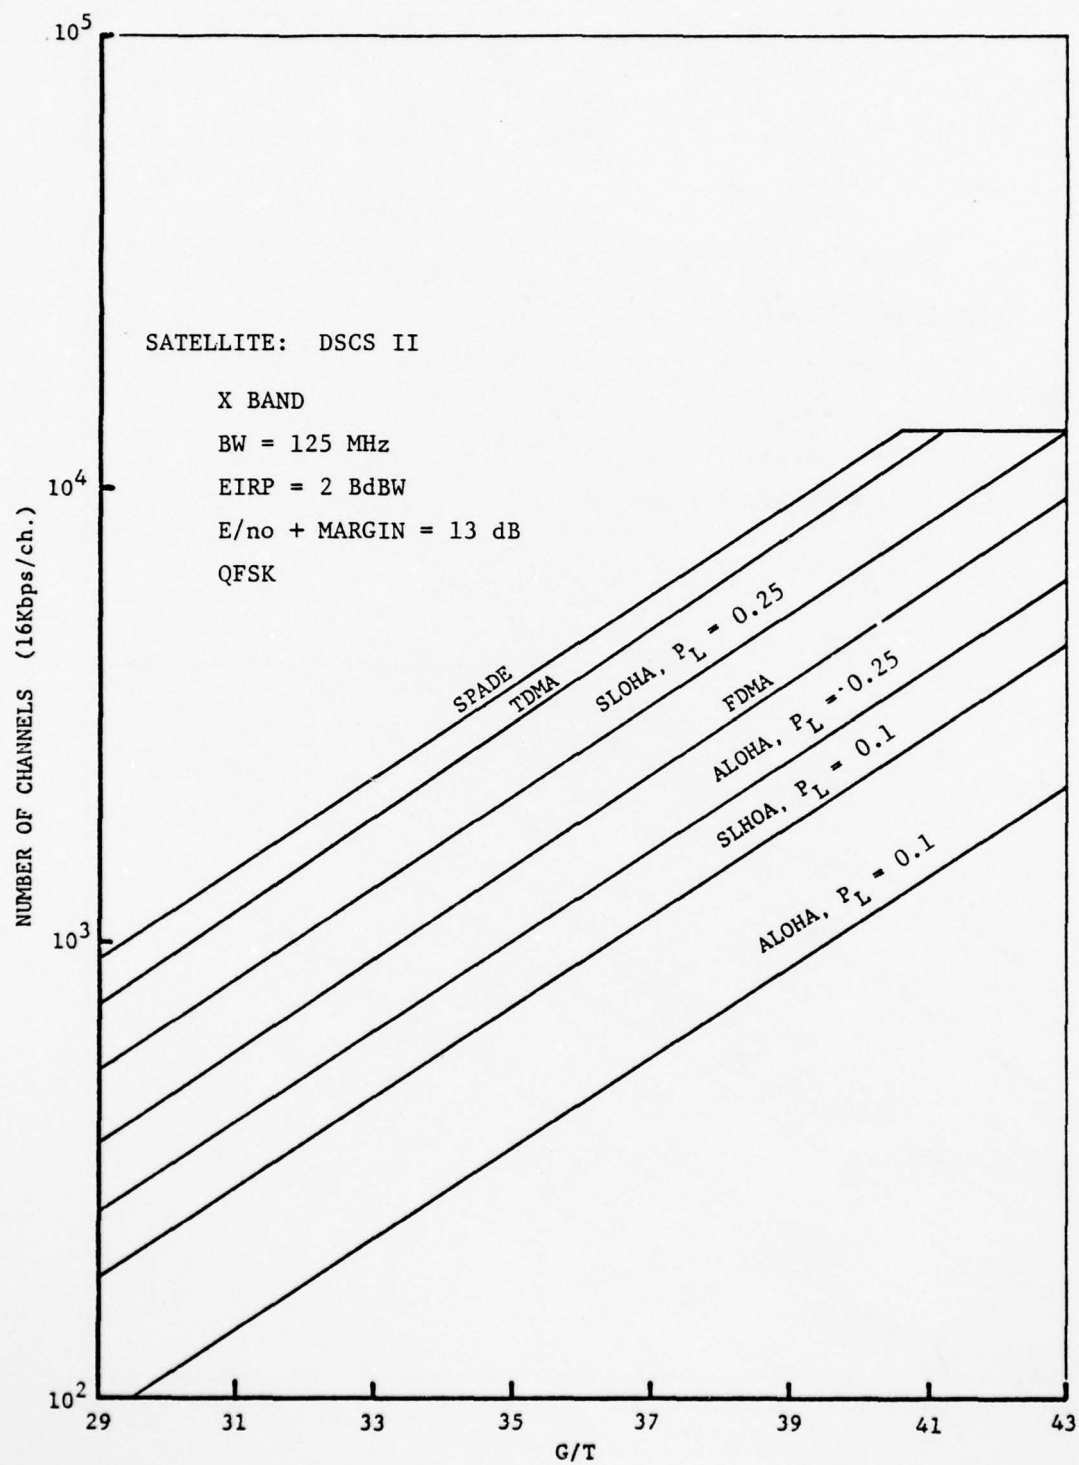 10^5
SATELLITE: DSCS II
X BAND
BW = 125 MHz
EIRP = 2 BdBW
E/no + MARGIN = 13 dB
QFSK
10^4
NUMBER OF CHANNELS (16Kbps/ch.)
SPADE
TDMA
SLOHA, P_L = 0.25
FDMA
ALOHA, P_L = 0.25
SLHOA, P_L = 0.1
ALOHA, P_L = 0.1
10^3
10^2
29 31 33 35 37 39 41 43
G/T